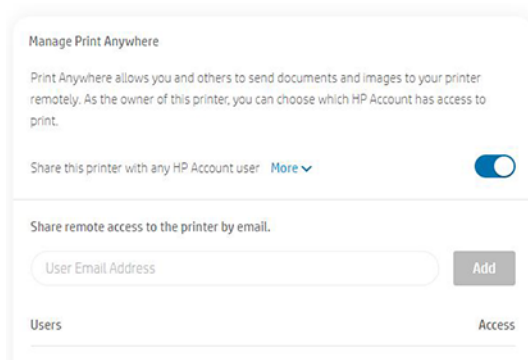 Manage Print Anywhere
Print Anywhere allows you and others to send documents and images to your printer
remotely. As the owner of this printer, you can choose which HP Account has access to
print.
Share this printer with any HP Account user More
Share remote access to the printer by email.
User Email Address Add
Users Access